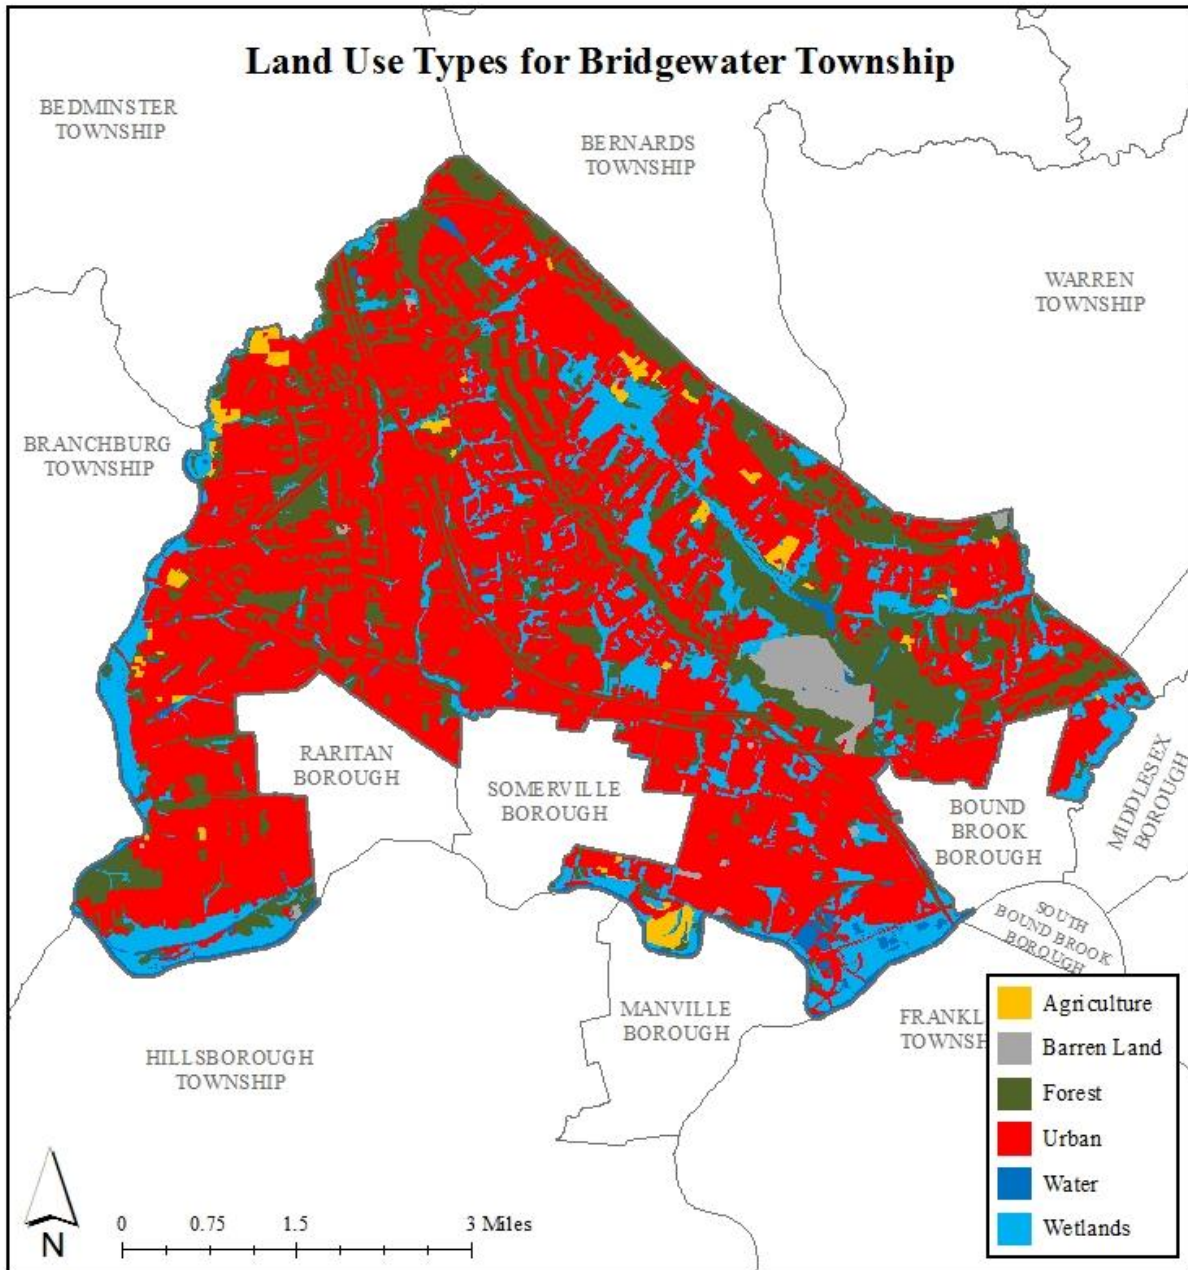 Land Use Types for Bridgewater Township
BEDMINSTER
TOWNSHIP
BERNARDS
TOWNSHIP
WARREN
TOWNSHIP
BRANCHBURG
TOWNSHIP
RARITAN
BOROUGH
SOMERVILLE
BOROUGH
BOUND
BROOK
BOROUGH
MIDDLESEX
BOROUGH
SOUTH
BOUND BROOK
BOROUGH
MANVILLE
BOROUGH
FRANKL
TOWNSH
HILLSBOROUGH
TOWNSHIP
Agriculture
Barren Land
Forest
Urban
Water
Wetlands
0 0.75 1.5 3 Miles
N